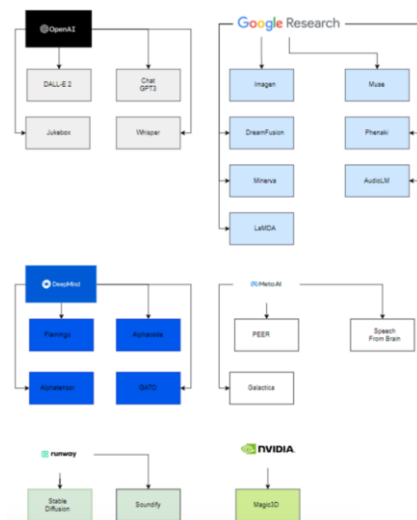 OpenAI
Google Research
DALL-E 2
Chat
GPT3
Jukebox
Whisper
Imagen
Muse
DreamFusion
Phenaki
Minerva
AudioLM
LaMDA
DeepMind
Meta AI
Flamingo
Alphacode
PEER
Speech
From Brain
Alphatensor
GATO
Galactica
runway
NVIDIA.
Stable
Diffusion
Soundify
Magic3D